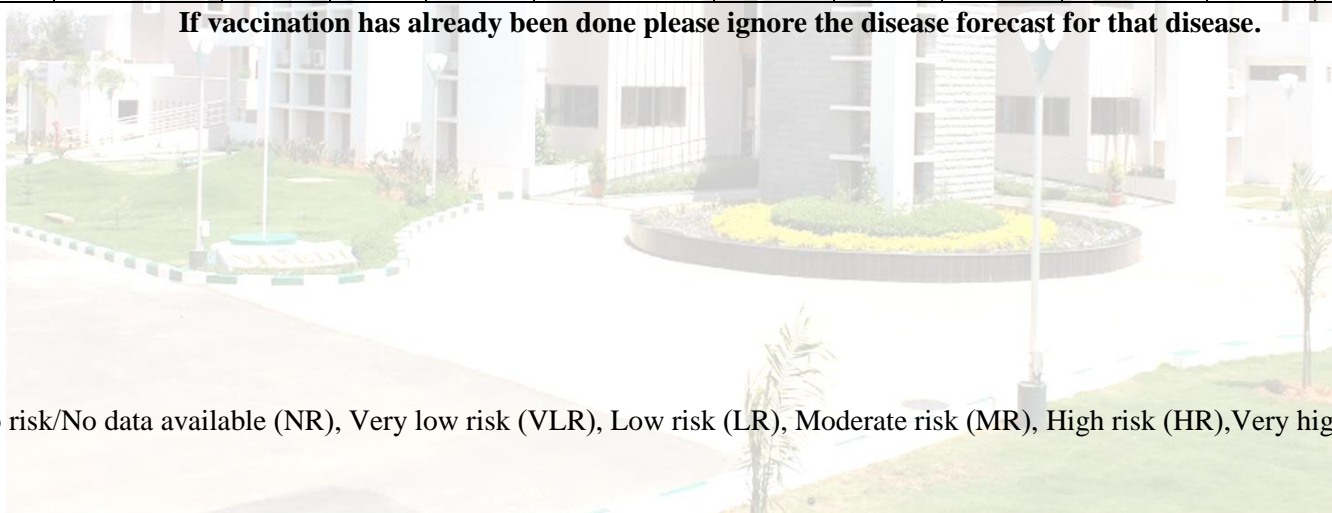 If vaccination has already been done please ignore the disease forecast for that disease.
NIVEDI
risk/No data available (NR), Very low risk (VLR), Low risk (LR), Moderate risk (MR), High risk (HR),Very